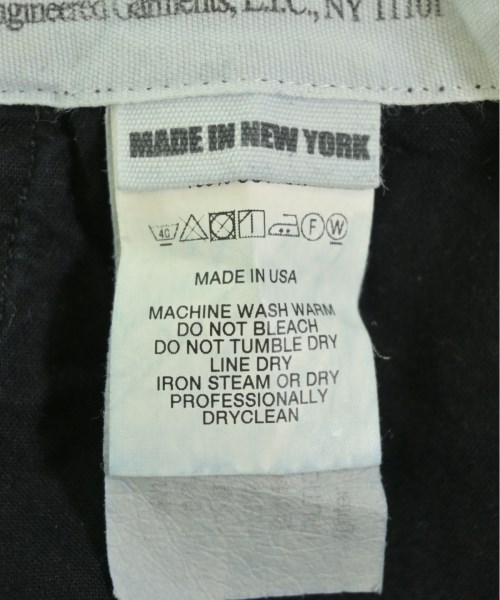 Engineered Garments, L.I.C., NY 11101
MADE IN NEW YORK
40 F W
MADE IN USA
MACHINE WASH WARM
DO NOT BLEACH
DO NOT TUMBLE DRY
LINE DRY
IRON STEAM OR DRY
PROFESSIONALLY
DRYCLEAN